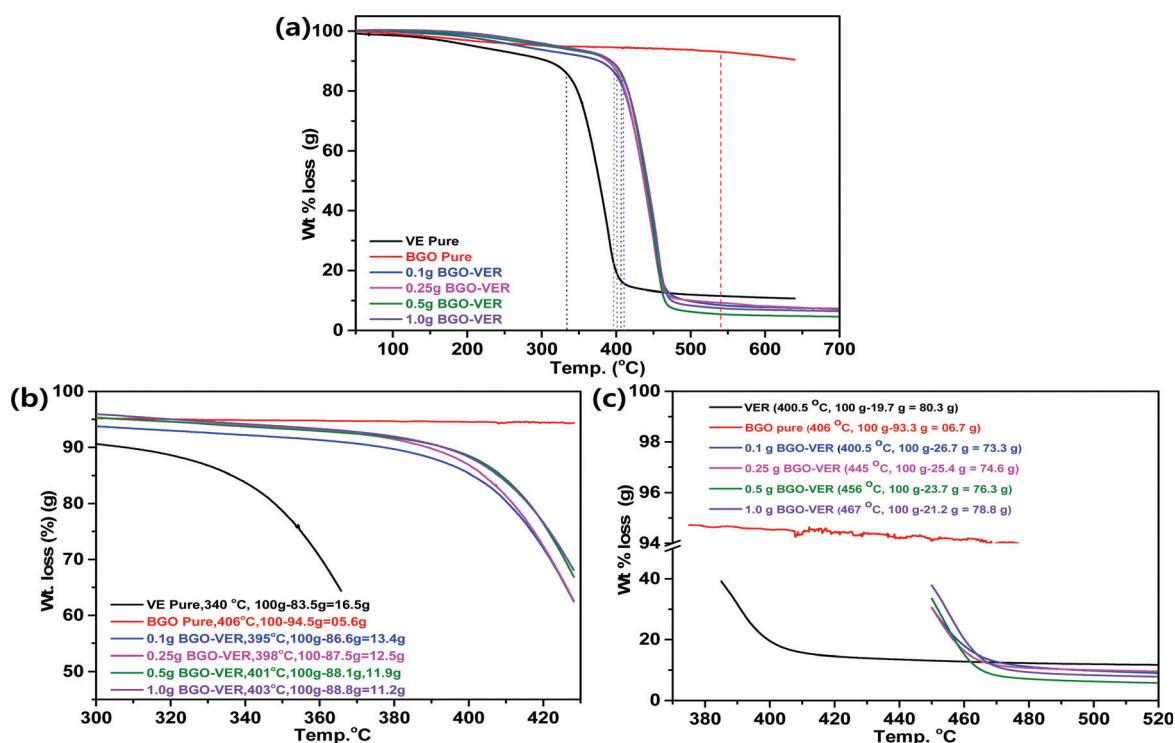 (a)
100
80
60
40
20
0
Wt % loss (g)
VE Pure
BGO Pure
0.1g BGO-VER
0.25g BGO-VER
0.5g BGO-VER
1.0g BGO-VER
100 200 300 400 500 600 700
Temp. (°C)
(b)
100
95
90
85
80
75
70
65
60
55
50
45
Wt. loss (%) (g)
VE Pure,340 °C, 100g-83.5g=16.5g
BGO Pure,406°C,100-94.5g=05.6g
0.1g BGO-VER,395°C,100g-86.6g=13.4g
0.25g BGO-VER,398°C,100-87.5g=12.5g
0.5g BGO-VER,401°C,100g-88.1g,11.9g
1.0g BGO-VER,403°C,100g-88.8g=11.2g
300 320 340 360 380 400 420
Temp.°C
(c)
100
98
96
94
40
20
0
Wt % loss (g)
VER (400.5 °C, 100 g-19.7 g = 80.3 g)
BGO pure (406 °C, 100 g-93.3 g = 06.7 g)
0.1 g BGO-VER (400.5 °C, 100 g-26.7 g = 73.3 g)
0.25 g BGO-VER (445 °C, 100 g-25.4 g = 74.6 g)
0.5 g BGO-VER (456 °C, 100 g-23.7 g = 76.3 g)
1.0 g BGO-VER (467 °C, 100 g-21.2 g = 78.8 g)
380 400 420 440 460 480 500 520
Temp. °C